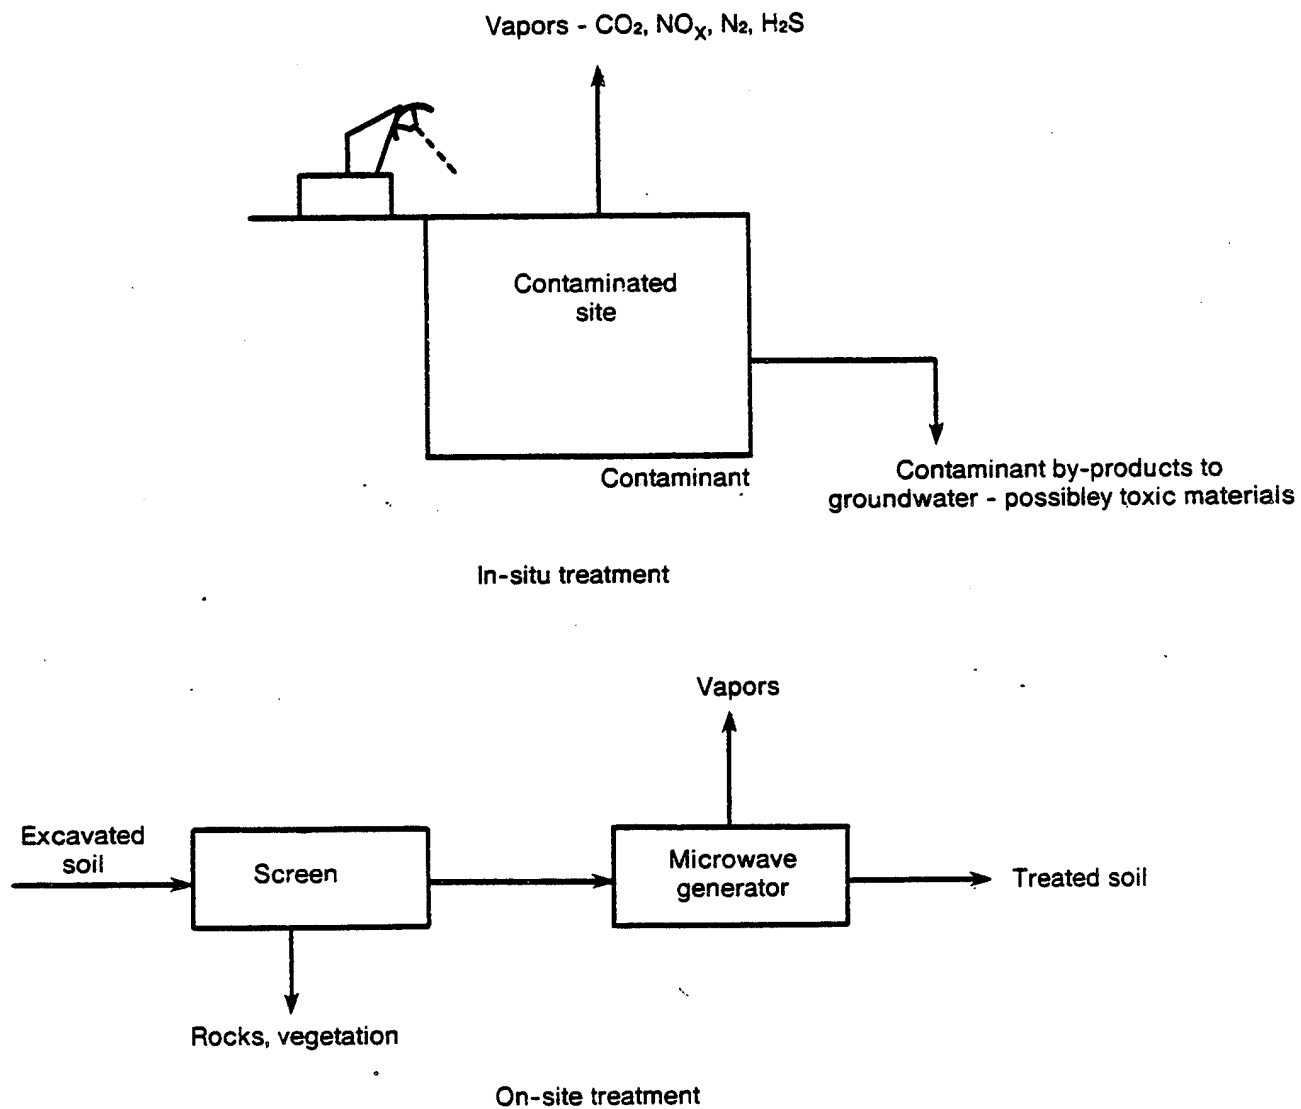 Vapors - CO₂, NOₓ, N₂, H₂S
Contaminated
site
Contaminant
Contaminant by-products to
groundwater - possibley toxic materials
In-situ treatment
Vapors
Excavated
soil
Screen
Microwave
generator
Treated soil
Rocks, vegetation
On-site treatment